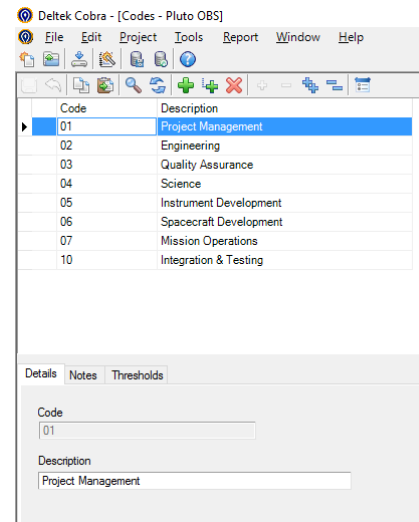 Deltek Cobra - [Codes - Pluto OBS]
File Edit Project Tools Report Window Help
Code Description
01 Project Management
02 Engineering
03 Quality Assurance
04 Science
05 Instrument Development
06 Spacecraft Development
07 Mission Operations
10 Integration & Testing
Details Notes Thresholds
Code
01
Description
Project Management